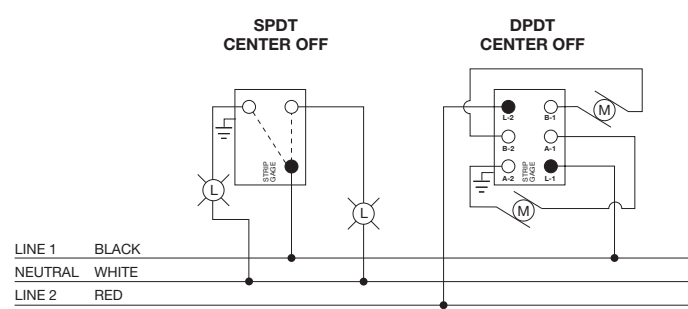 SPDT
CENTER OFF
DPDT
CENTER OFF
L-2
B-1
M
B-2
A-1
STRIP
GAGE
A-2
STRIP
GAGE
L-1
L
L
M
LINE 1 BLACK
NEUTRAL WHITE
LINE 2 RED